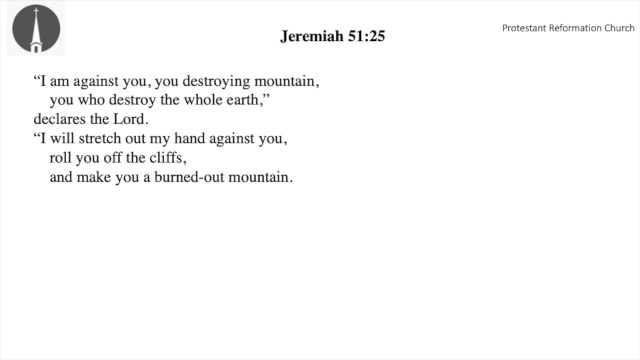 Protestant Reformation Church
Jeremiah 51:25
“I am against you, you destroying mountain,
you who destroy the whole earth,”
declares the Lord.
“I will stretch out my hand against you,
roll you off the cliffs,
and make you a burned-out mountain.